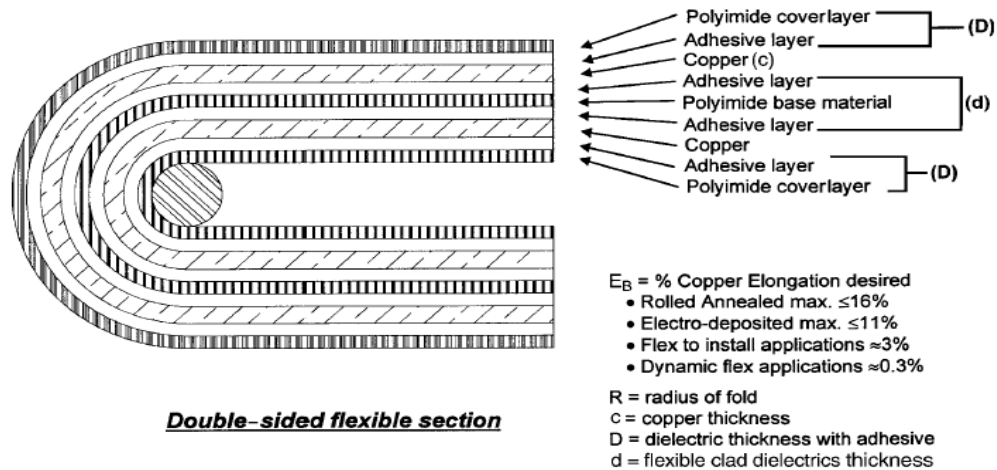 Polyimide coverlayer
(D)
Adhesive layer
Copper (c)
Adhesive layer
Polyimide base material
(d)
Adhesive layer
Copper
Adhesive layer
(D)
Polyimide coverlayer
E_B = % Copper Elongation desired
• Rolled Annealed max. ≤16%
• Electro-deposited max. ≤11%
• Flex to install applications ≈3%
• Dynamic flex applications ≈0.3%
R = radius of fold
c = copper thickness
D = dielectric thickness with adhesive
d = flexible clad dielectrics thickness
Double-sided flexible section